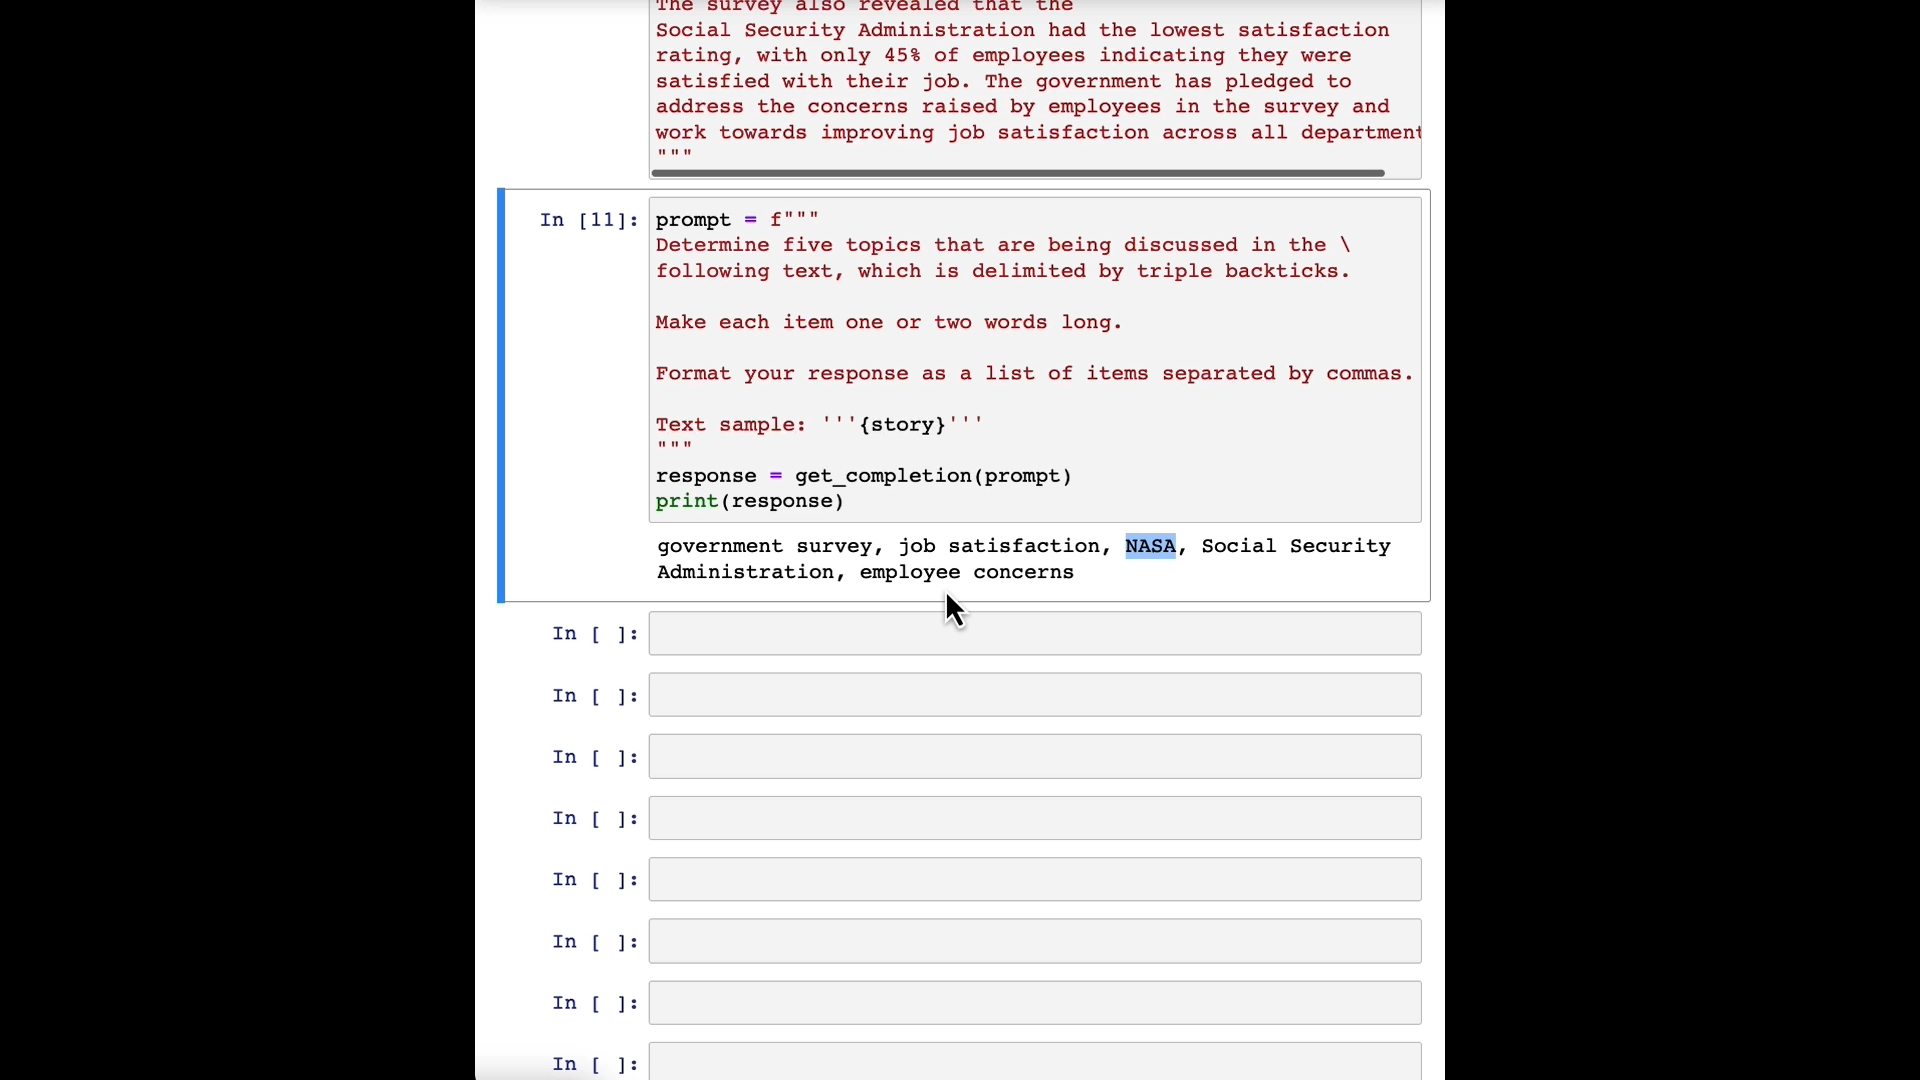 The survey also revealed that the
Social Security Administration had the lowest satisfaction
rating, with only 45% of employees indicating they were
satisfied with their job. The government has pledged to
address the concerns raised by employees in the survey and
work towards improving job satisfaction across all department
"""
In [11]: prompt = f"""
Determine five topics that are being discussed in the \
following text, which is delimited by triple backticks.
Make each item one or two words long.
Format your response as a list of items separated by commas.
Text sample: '''{story}'''
"""
response = get_completion(prompt)
print(response)
government survey, job satisfaction, NASA, Social Security
Administration, employee concerns
In [ ]:
In [ ]:
In [ ]:
In [ ]:
In [ ]:
In [ ]:
In [ ]:
In [ ]: